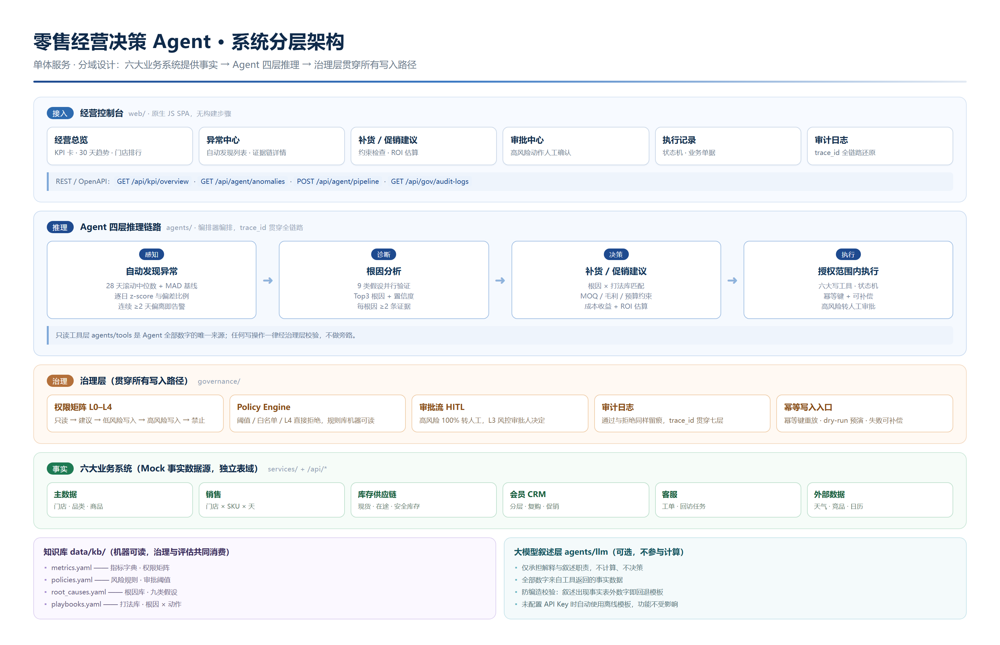 零售经营决策 Agent · 系统分层架构
单体服务 · 分域设计：六大业务系统提供事实 → Agent 四层推理 → 治理层贯穿所有写入路径
接入 经营控制台 web/ · 原生 JS SPA，无构建步骤
经营总览
KPI 卡 · 30 天趋势 · 门店排行
异常中心
自动发现列表 · 证据链详情
补货 / 促销建议
约束检查 · ROI 估算
审批中心
高风险动作人工确认
执行记录
状态机 · 业务单据
审计日志
trace_id 全链路还原
REST / OpenAPI： GET /api/kpi/overview · GET /api/agent/anomalies · POST /api/agent/pipeline · GET /api/gov/audit-logs
推理 Agent 四层推理链路 agents/ · 编排器编排，trace_id 贯穿全链路
感知
自动发现异常
28 天滚动中位数 + MAD 基线
逐日 z-score 与偏差比例
连续 ≥2 天偏离即告警
→
诊断
根因分析
9 类假设并行验证
Top3 根因 + 置信度
每根因 ≥2 条证据
→
决策
补货 / 促销建议
根因 × 打法库匹配
MOQ / 毛利 / 预算约束
成本收益 + ROI 估算
→
执行
授权范围内执行
六大写工具 · 状态机
幂等键 + 可补偿
高风险转人工审批
只读工具层 agents/tools 是 Agent 全部数字的唯一来源；任何写操作一律经治理层校验，不做旁路。
治理 治理层（贯穿所有写入路径） governance/
权限矩阵 L0–L4
只读 → 建议 → 低风险写入 → 高风险写入 → 禁止
Policy Engine
阈值 / 白名单 / L4 直接拒绝，规则库机器可读
审批流 HITL
高风险 100% 转人工，L3 风控审批人决定
审计日志
通过与拒绝同样留痕，trace_id 贯穿七层
幂等写入入口
幂等键重放 · dry-run 预演 · 失败可补偿
事实 六大业务系统（Mock 事实数据源，独立表域） services/ + /api/*
主数据
门店 · 品类 · 商品
销售
门店 × SKU × 天
库存供应链
现货 · 在途 · 安全库存
会员 CRM
分层 · 复购 · 促销
客服
工单 · 回访任务
外部数据
天气 · 竞品 · 日历
知识库 data/kb/（机器可读，治理与评估共同消费）
▪ metrics.yaml —— 指标字典 · 权限矩阵
▪ policies.yaml —— 风险规则 · 审批阈值
▪ root_causes.yaml —— 根因库 · 九类假设
▪ playbooks.yaml —— 打法库 · 根因 × 动作
大模型叙述层 agents/llm（可选，不参与计算）
▪ 仅承担解释与叙述职责，不计算、不决策
▪ 全部数字来自工具返回的事实数据
▪ 防编造校验：叙述出现事实表外数字即回退模板
▪ 未配置 API Key 时自动使用离线模板，功能不受影响